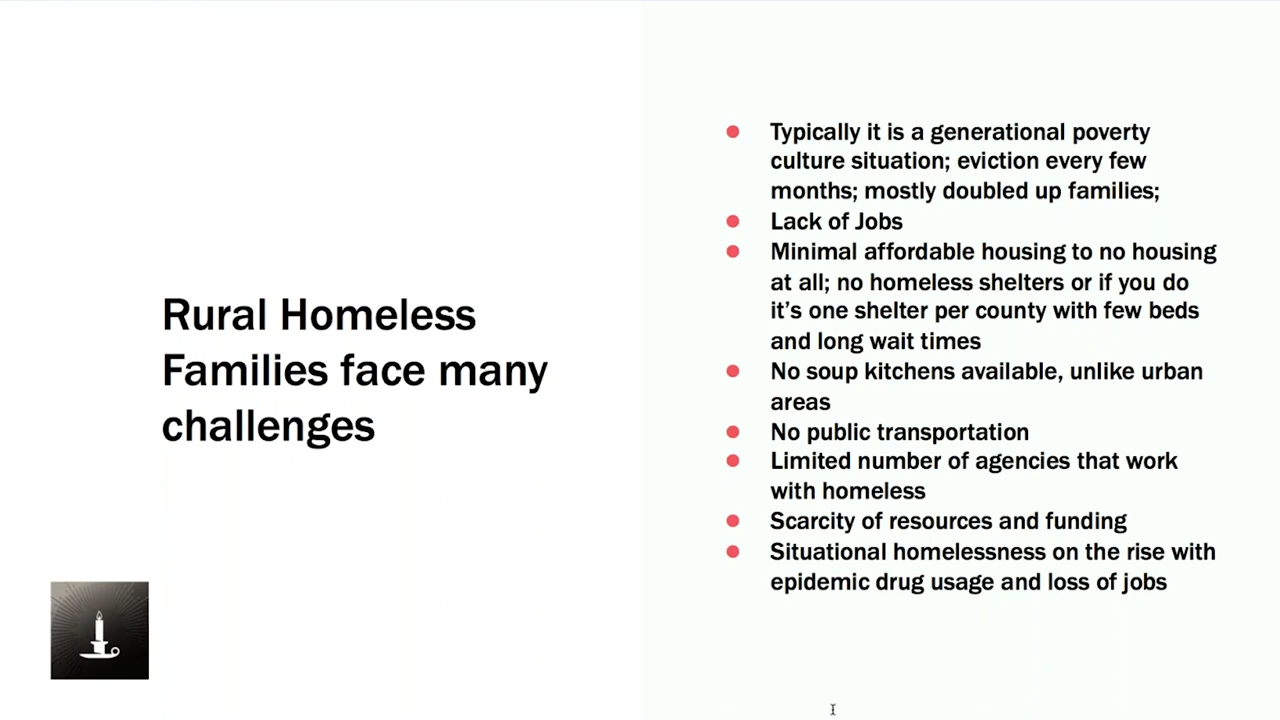 Rural Homeless
Families face many
challenges
● Typically it is a generational poverty
culture situation; eviction every few
months; mostly doubled up families;
● Lack of Jobs
● Minimal affordable housing to no housing
at all; no homeless shelters or if you do
it’s one shelter per county with few beds
and long wait times
● No soup kitchens available, unlike urban
areas
● No public transportation
● Limited number of agencies that work
with homeless
● Scarcity of resources and funding
● Situational homelessness on the rise with
epidemic drug usage and loss of jobs